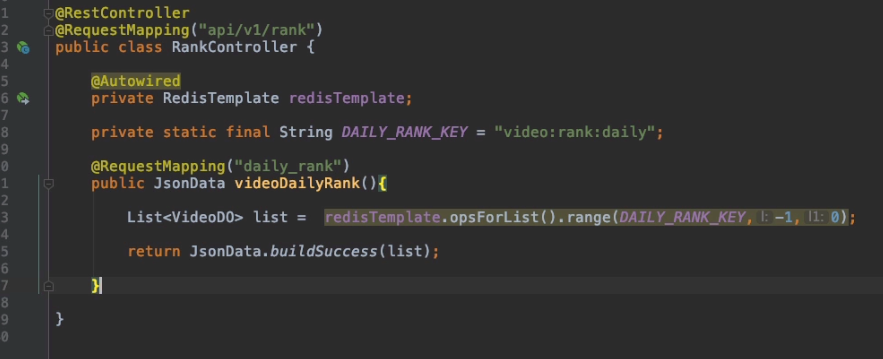 1 @RestController
2 @RequestMapping("api/v1/rank")
3 public class RankController {
4
5 @Autowired
6 private RedisTemplate redisTemplate;
7
8 private static final String DAILY_RANK_KEY = "video:rank:daily";
9
0 @RequestMapping("daily_rank")
1 public JsonData videoDailyRank(){
2
3 List<VideoDO> list =  redisTemplate.opsForList().range(DAILY_RANK_KEY, l: -1, l1: 0);
4
5 return JsonData.buildSuccess(list);
6
7 }
8
9 }
0